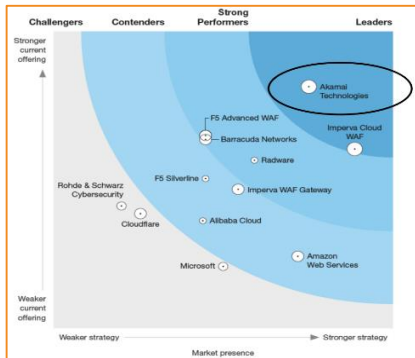 Challengers
Contenders
Strong
Performers
Leaders
Stronger
current
offering
Akamai
Technologies
F5 Advanced WAF
Imperva Cloud
WAF
Barracuda Networks
Radware
F5 Silverline
Rohde & Schwarz
Cybersecurity
Imperva WAF Gateway
Cloudflare
Alibaba Cloud
Amazon
Web Services
Microsoft
Weaker
current
offering
Weaker strategy
Stronger strategy
Market presence